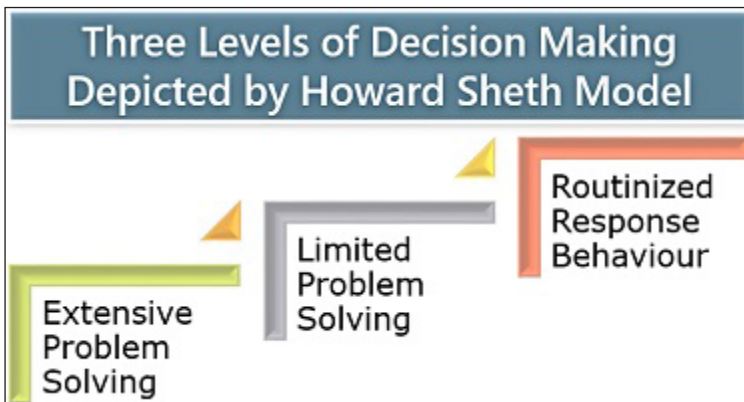 Three Levels of Decision Making
Depicted by Howard Sheth Model
Extensive
Problem
Solving
Limited
Problem
Solving
Routinized
Response
Behaviour